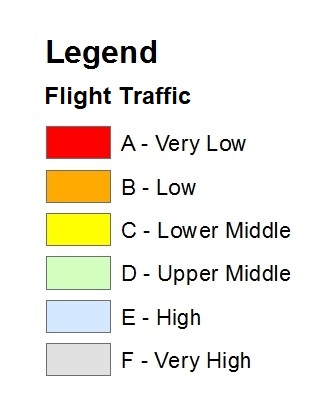 Legend
Flight Traffic
A - Very Low
B - Low
C - Lower Middle
D - Upper Middle
E - High
F - Very High